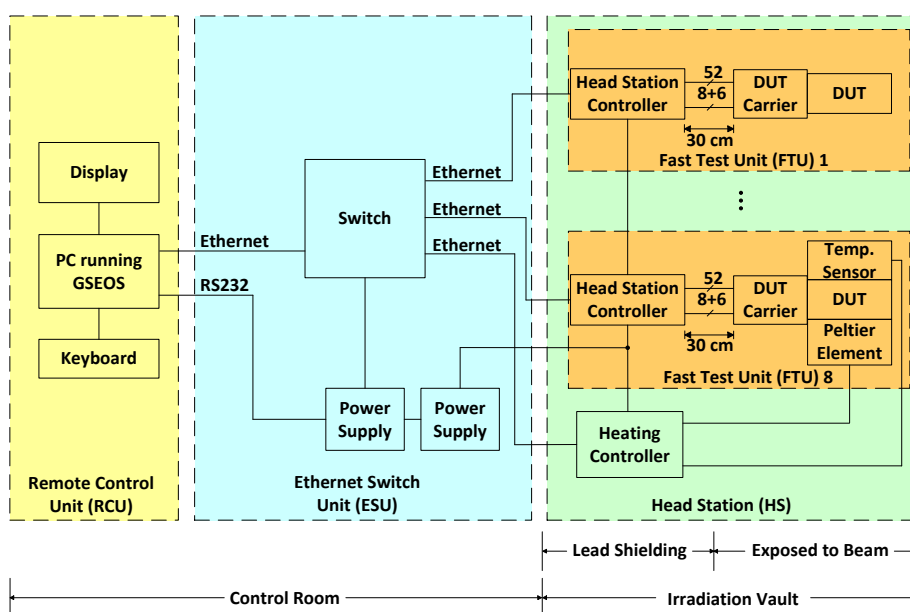 Display
PC running
GSEOS
Keyboard
Remote Control
Unit (RCU)
Ethernet
RS232
Switch
Ethernet
Ethernet
Ethernet
Power
Supply
Power
Supply
Ethernet Switch
Unit (ESU)
Head Station
Controller
52
8+6
30 cm
DUT
Carrier
DUT
Fast Test Unit (FTU) 1
Head Station
Controller
52
8+6
30 cm
DUT
Carrier
Temp.
Sensor
DUT
Peltier
Element
Fast Test Unit (FTU) 8
Heating
Controller
Head Station (HS)
Lead Shielding
Exposed to Beam
Control Room
Irradiation Vault